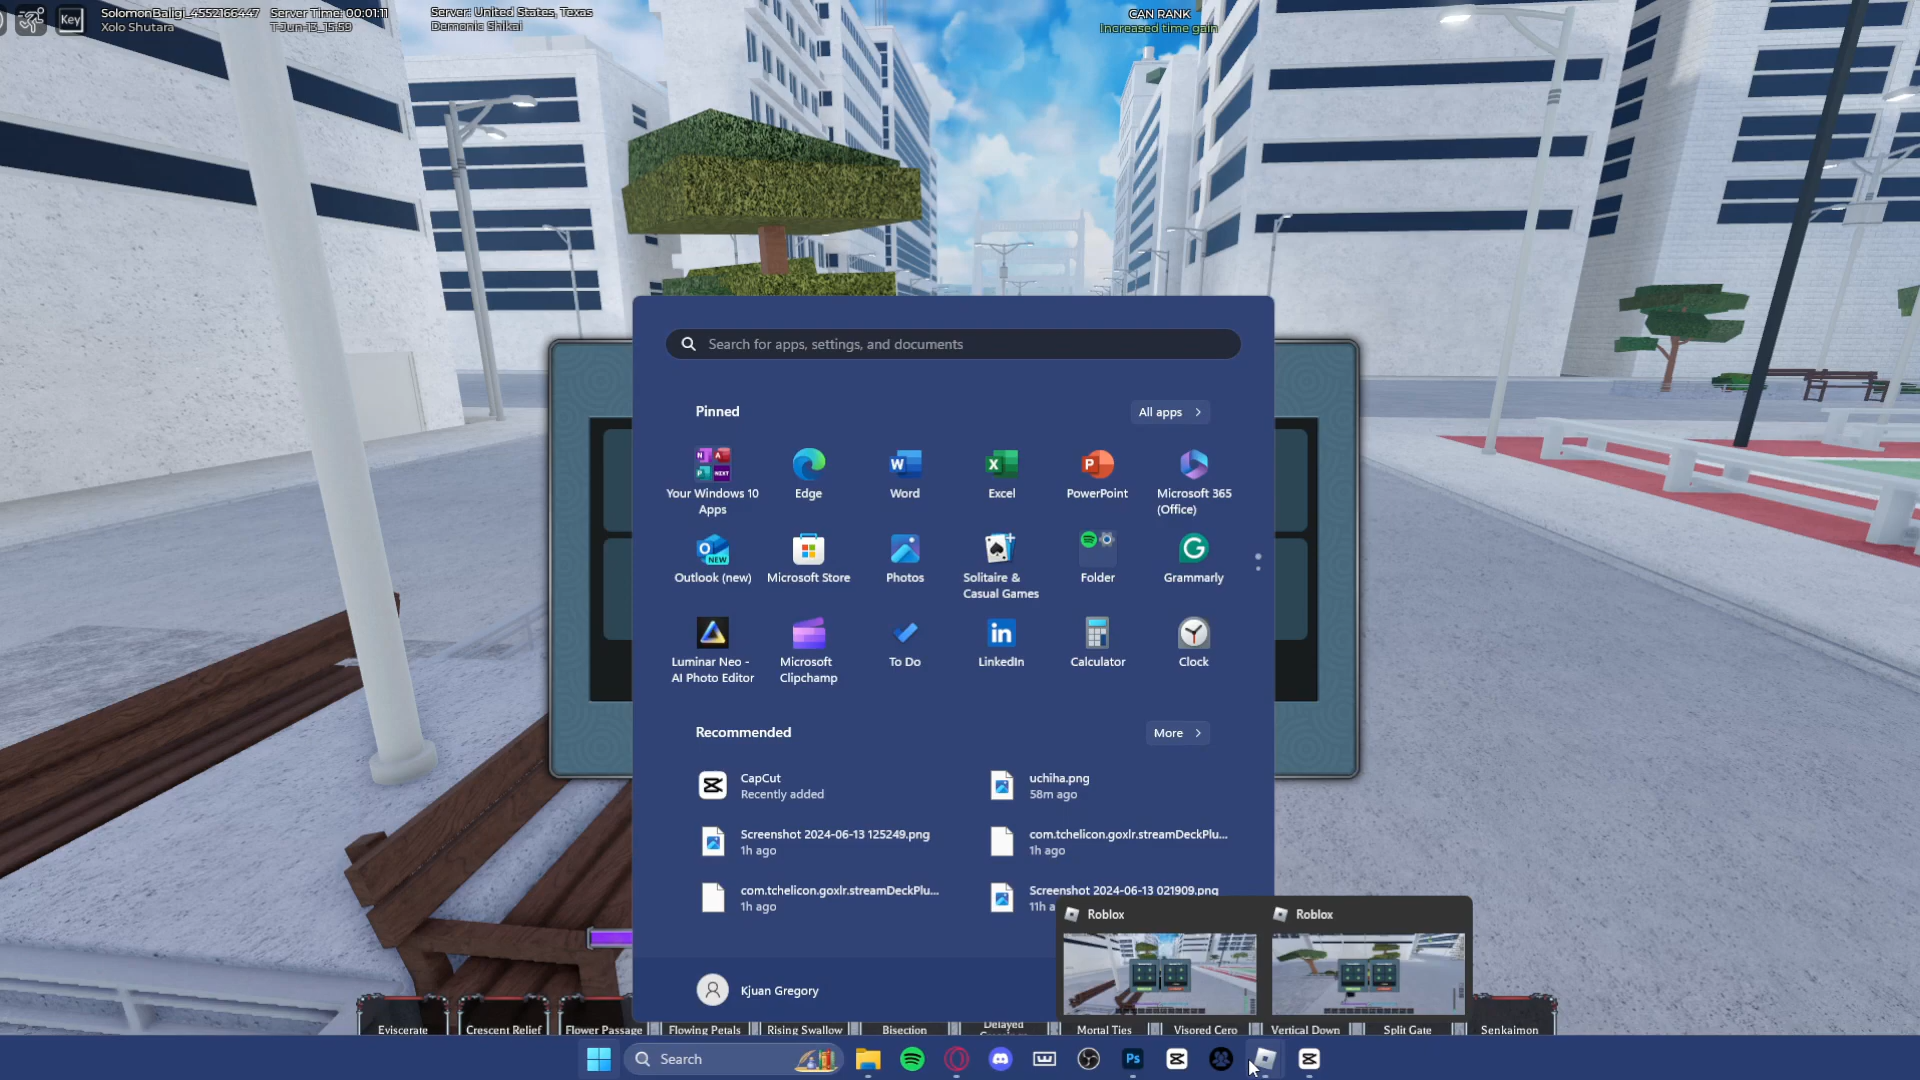 Key
SolomonBaligi_4552166447
Xolo Shutara
Server Time: 00:01:11
T-Jun-13_15:59
Server: United States, Texas
Demonic Shikai
CAN RANK
Increased time gain
Search for apps, settings, and documents
Pinned
All apps
Your Windows 10 Apps
Edge
Word
Excel
PowerPoint
Microsoft 365 (Office)
Outlook (new)
Microsoft Store
Photos
Solitaire & Casual Games
Folder
Grammarly
Luminar Neo - AI Photo Editor
Microsoft Clipchamp
To Do
LinkedIn
Calculator
Clock
Recommended
More
CapCut
Recently added
uchiha.png
58m ago
Screenshot 2024-06-13 125249.png
1h ago
com.tchelicon.goxlr.streamDeckPlu...
1h ago
com.tchelicon.goxlr.streamDeckPlu...
1h ago
Screenshot 2024-06-13 021909.png
11h a
Roblox
Roblox
Kjuan Gregory
Eviscerate
Crescent Relief
Flower Passage
Flowing Petals
Rising Swallow
Bisection
Delayed
Mortal Ties
Visored Cero
Vertical Down
Split Gate
Senkaimon
Search